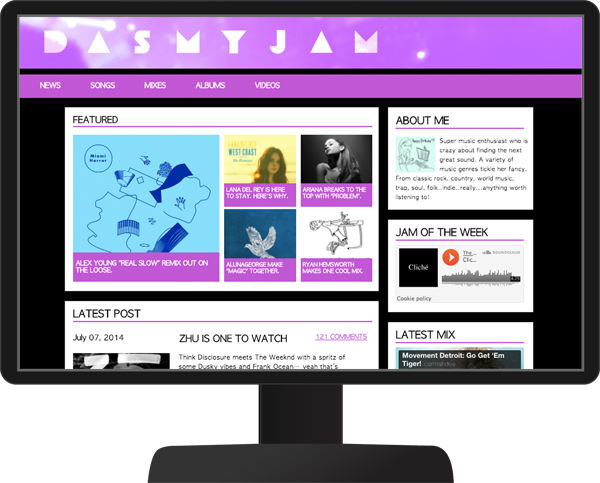 DASMYJAM
NEWS SONGS MIXES ALBUMS VIDEOS
FEATURED
Miami
Horror
ALEX YOUNG "REAL SLOW" REMIX OUT ON
THE LOOSE.
LANA DEL REY
WEST COAST
LANA DEL REY IS HERE
TO STAY. HERE'S WHY.
ARIANA BREAKS TO THE
TOP WITH "PROBLEM".
ALUNAGEORGE MAKE
"MAGIC" TOGETHER.
RYAN HEMSWORTH
MAKES ONE COOL MIX.
LATEST POST
July 07, 2014
ZHU IS ONE TO WATCH
121 COMMENTS
Think Disclosure meets The Weeknd with a spritz of
some Dusky vibes and Frank Ocean— yeah that's
ABOUT ME
Super music enthusiast who is
crazy about finding the next
great sound. A variety of
music genres tickle her fancy.
From classic rock, country, world music,
trap, soul, folk..indie..really...anything worth
listening to!
JAM OF THE WEEK
Cliché
The ...
Clic...
SOUNDCLOUD
Cookie policy
LATEST MIX
Movement Detroit: Go Get 'Em
Tiger!